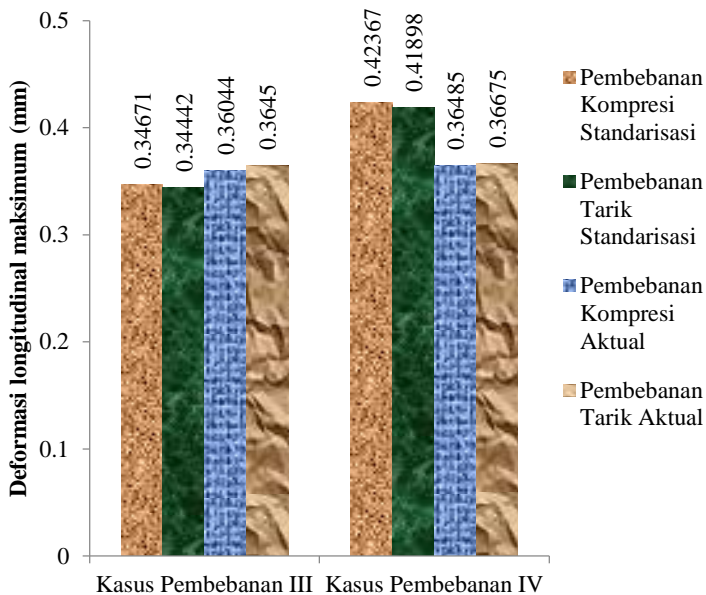 Deformasi longitudinal maksimum (mm)
0.5
0.4
0.3
0.2
0.1
0
0.34671
0.34442
0.36044
0.3645
0.42367
0.41898
0.36485
0.36675
Kasus Pembebanan III
Kasus Pembebanan IV
Pembebanan
Kompresi
Standarisasi
Pembebanan
Tarik
Standarisasi
Pembebanan
Kompresi
Aktual
Pembebanan
Tarik Aktual